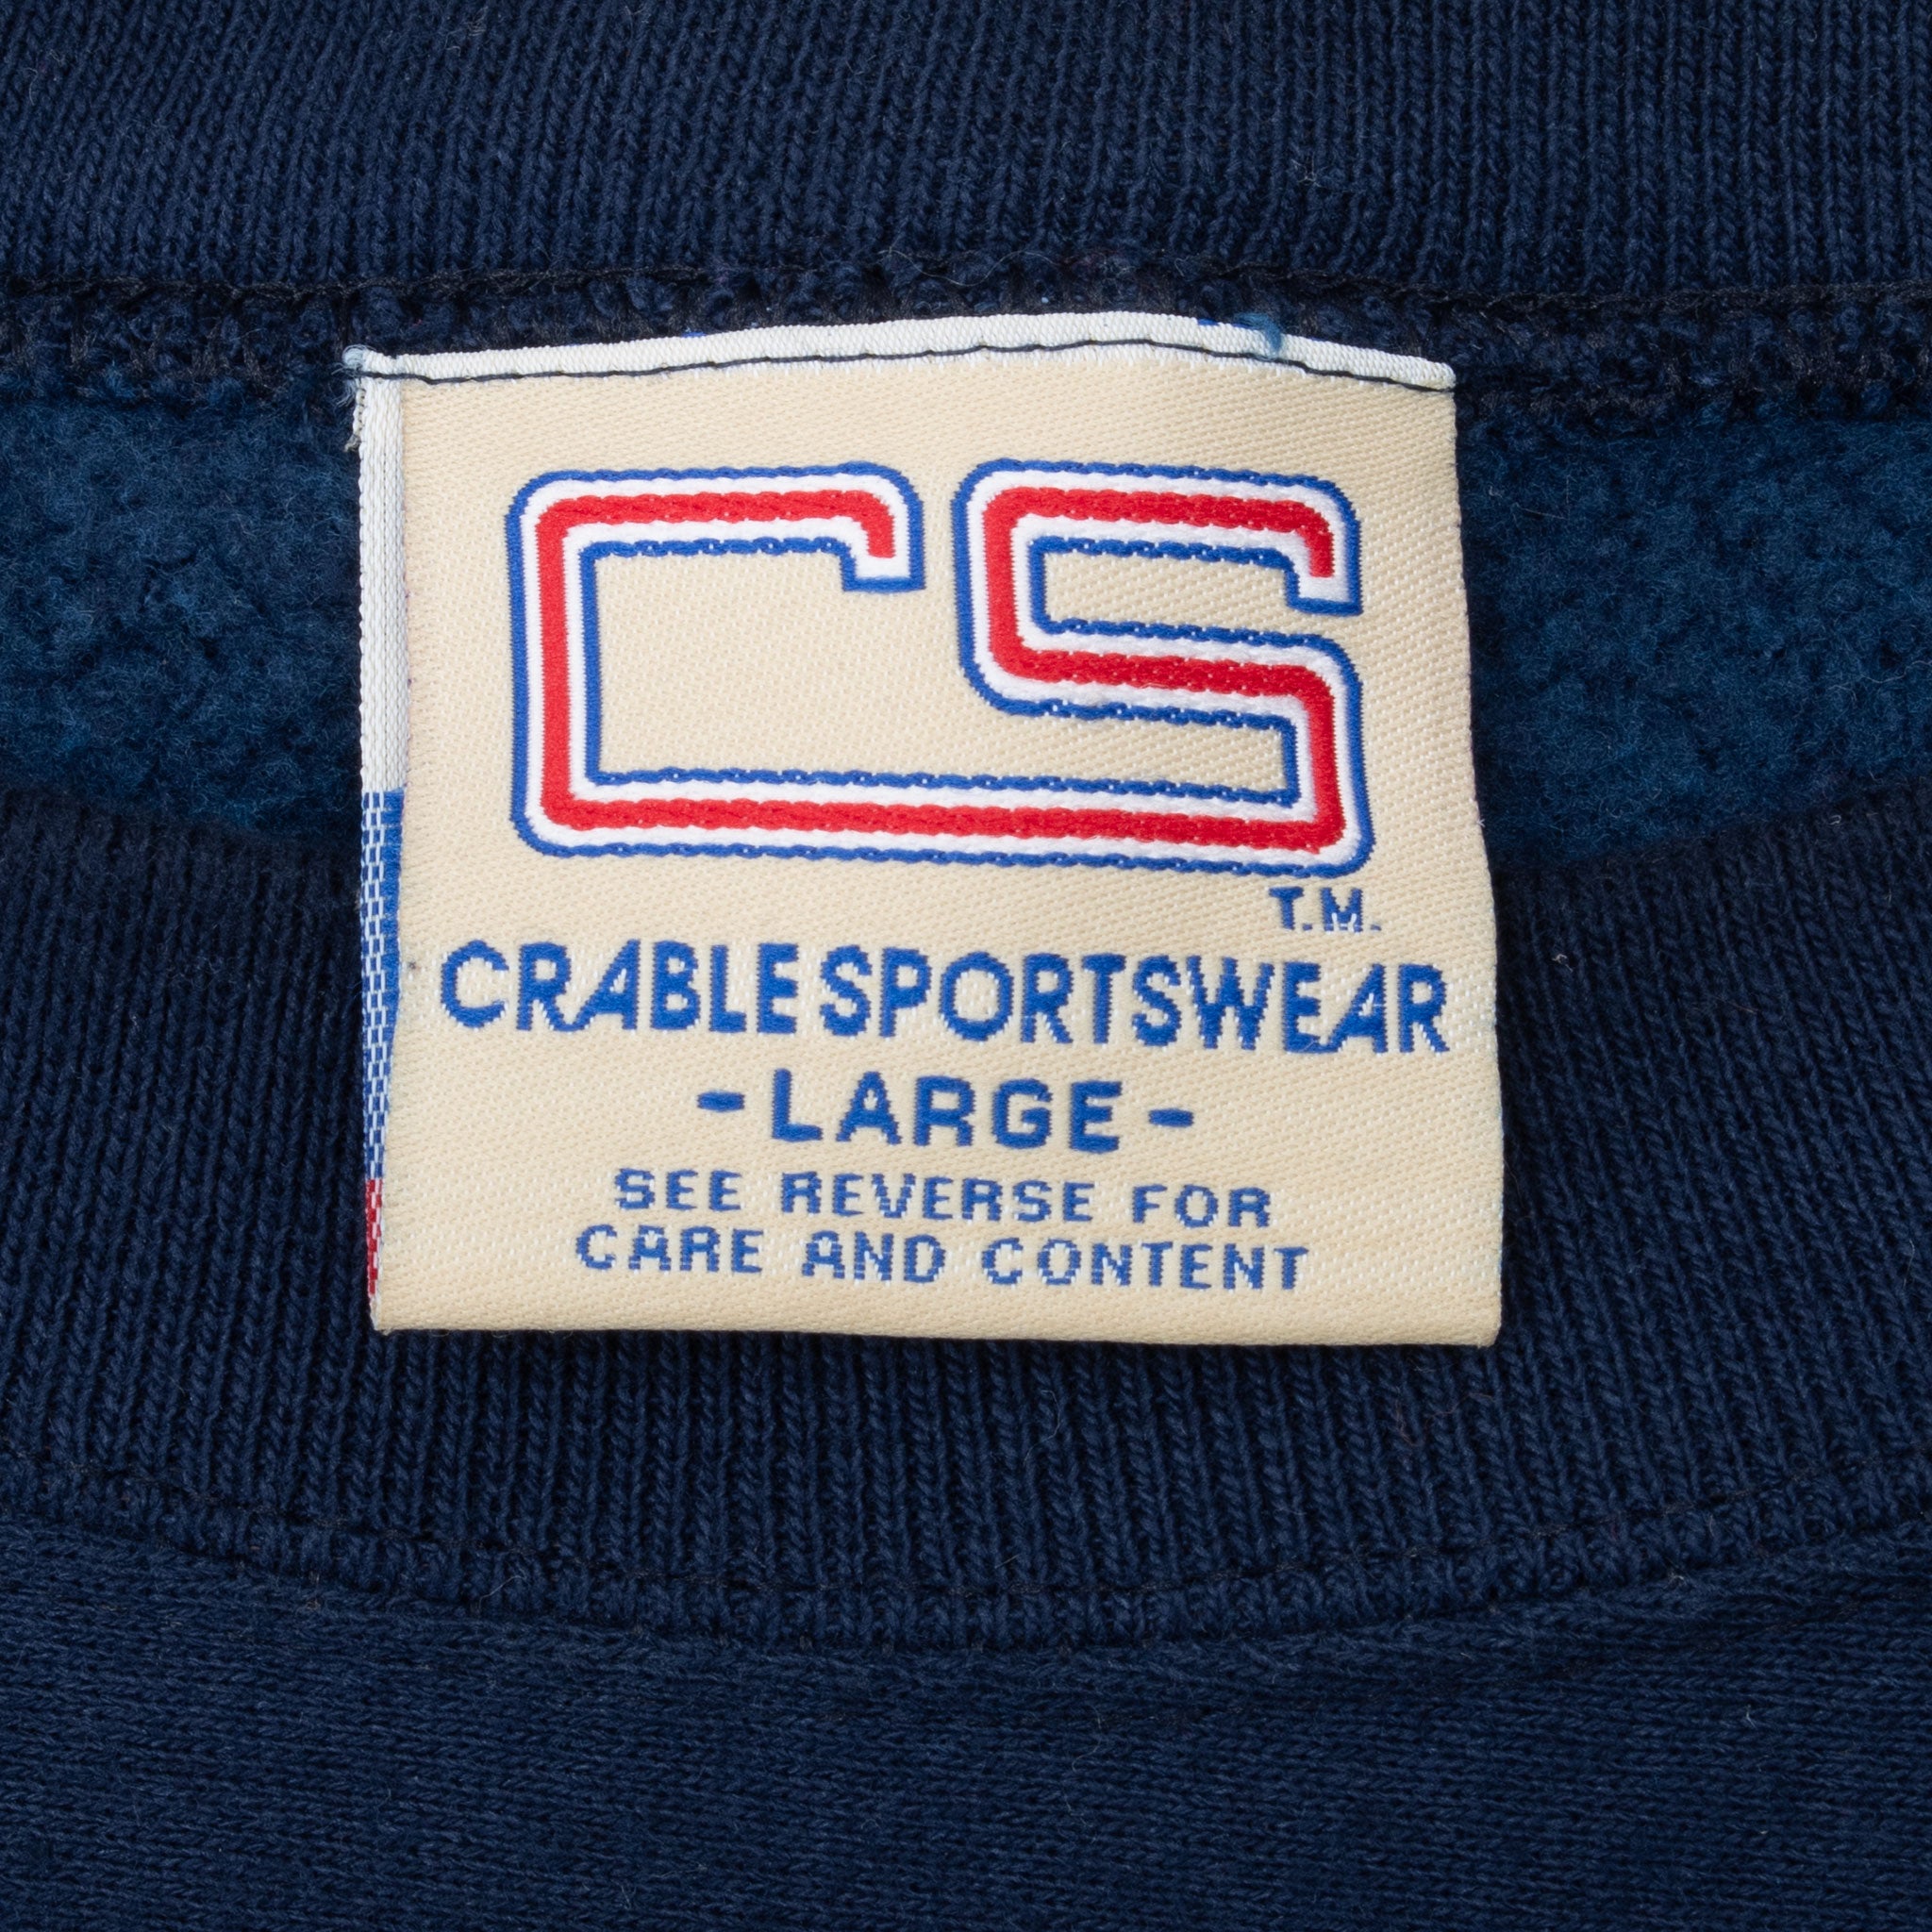 CS
T.M.
CRABLE SPORTSWEAR
-LARGE-
SEE REVERSE FOR
CARE AND CONTENT